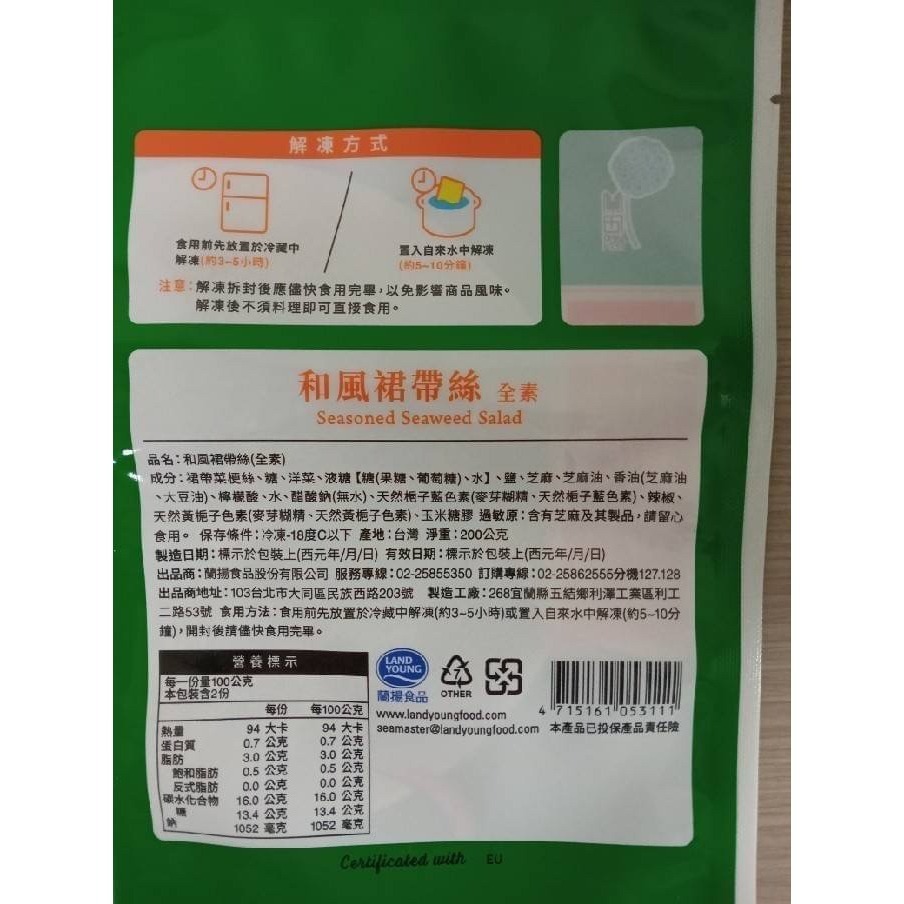 解凍方式
食用前先放置於冷藏中
解凍(約3~5小時)
置入自來水中解凍
(約5~10分鐘)
注意:解凍拆封後應儘快食用完畢,以免影響商品風味。
解凍後不須料理即可直接食用。
和風裙帶絲 全素
Seasoned Seaweed Salad
品名:和風裙帶絲(全素)
成分:裙帶菜梗絲、糖、洋菜、液糖【糖(果糖、葡萄糖)、水】、鹽、芝麻、芝麻油、香油(芝麻油
、大豆油)、檸檬酸、水、醋酸鈉(無水)、天然梔子藍色素(麥芽糊精、天然梔子藍色素)、辣椒、
天然黃梔子色素(麥芽糊精、天然黃梔子色素)、玉米糖膠 過敏原:含有芝麻及其製品,請留心
食用。 保存條件:冷凍-18度C以下 產地:台灣 淨重:200公克
製造日期:標示於包裝上(西元年/月/日) 有效日期:標示於包裝上(西元年/月/日)
出品商:蘭揚食品股份有限公司 服務專線:02-25855350 訂購專線:02-25862555分機127.128
出品商地址:103台北市大同區民族西路203號 製造工廠:268宜蘭縣五結鄉利澤工業區利工
二路53號 食用方法:食用前先放置於冷藏中解凍(約3~5小時)或置入自來水中解凍(約5~10分
鐘),開封後請儘快食用完畢。
營養標示
每一份量100公克
本包裝含2份
每份 每100公克
熱量 94 大卡 94 大卡
蛋白質 0.7 公克 0.7 公克
脂肪 3.0 公克 3.0 公克
飽和脂肪 0.5 公克 0.5 公克
反式脂肪 0.0 公克 0.0 公克
碳水化合物 16.0 公克 16.0 公克
糖 13.4 公克 13.4 公克
鈉 1052 毫克 1052 毫克
LAND
YOUNG
蘭揚食品
7
OTHER
www.landyoungfood.com
seamaster@landyoungfood.com
4 715161 053111
本產品已投保產品責任險
Certificated with EU